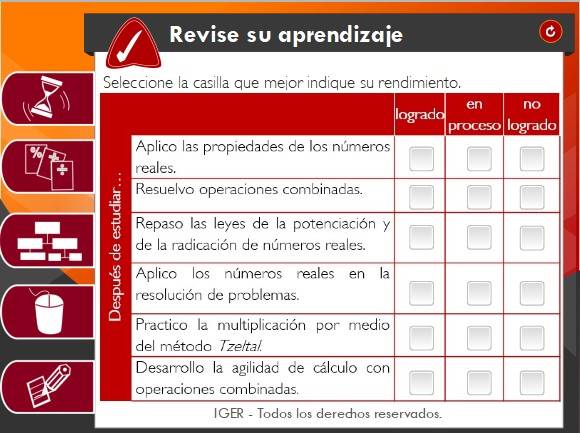 Revise su aprendizaje
Seleccione la casilla que mejor indique su rendimiento.
logrado
en
proceso
no
logrado
Después de estudiar...
Aplico las propiedades de los números
reales.
Resuelvo operaciones combinadas.
Repaso las leyes de la potenciación y
de la radicación de números reales.
Aplico los números reales en la
resolución de problemas.
Practico la multiplicación por medio
del método Tzeltal.
Desarrollo la agilidad de cálculo con
operaciones combinadas.
IGER - Todos los derechos reservados.